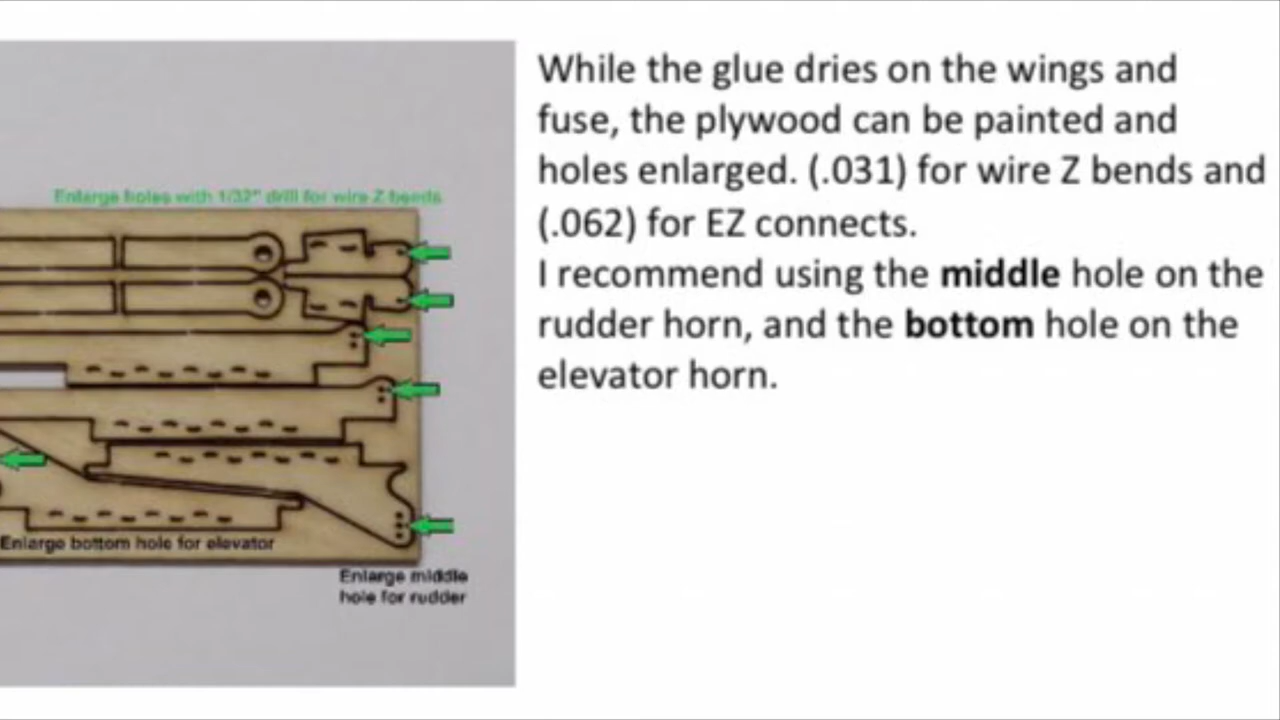 Enlarge holes with 1/32" drill for wire Z bends
Enlarge bottom hole for elevator
Enlarge middle
hole for rudder
While the glue dries on the wings and
fuse, the plywood can be painted and
holes enlarged. (.031) for wire Z bends and
(.062) for EZ connects.
I recommend using the middle hole on the
rudder horn, and the bottom hole on the
elevator horn.